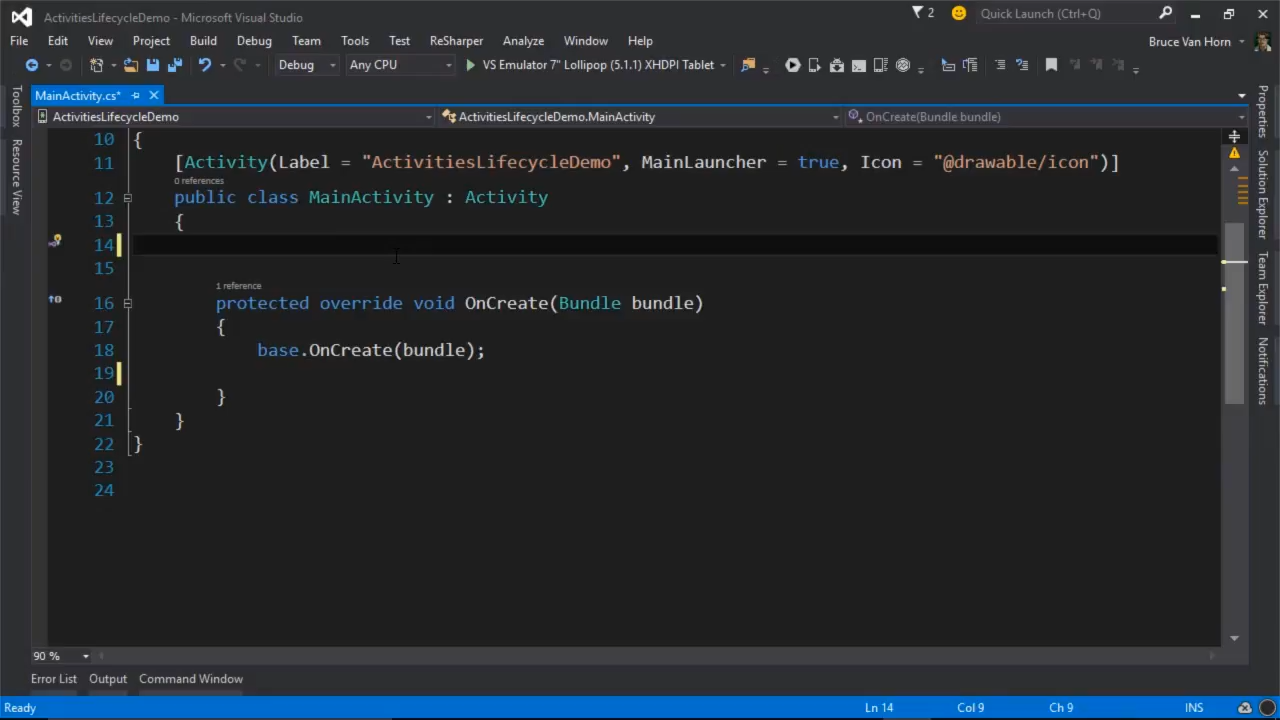 ActivitiesLifecycleDemo - Microsoft Visual Studio
2
Quick Launch (Ctrl+Q)
File Edit View Project Build Debug Team Tools Test ReSharper Analyze Window Help
Bruce Van Horn
Debug Any CPU VS Emulator 7" Lollipop (5.1.1) XHDPI Tablet
MainActivity.cs*
ActivitiesLifecycleDemo ActivitiesLifecycleDemo.MainActivity OnCreate(Bundle bundle)
Toolbox
Resource View
10 {
11 [Activity(Label = "ActivitiesLifecycleDemo", MainLauncher = true, Icon = "@drawable/icon")]
0 references
12 public class MainActivity : Activity
13 {
14
15
1 reference
16 protected override void OnCreate(Bundle bundle)
17 {
18 base.OnCreate(bundle);
19
20 }
21 }
22 }
23
24
Properties
Solution Explorer
Team Explorer
Notifications
90 %
Error List Output Command Window
Ready Ln 14 Col 9 Ch 9 INS